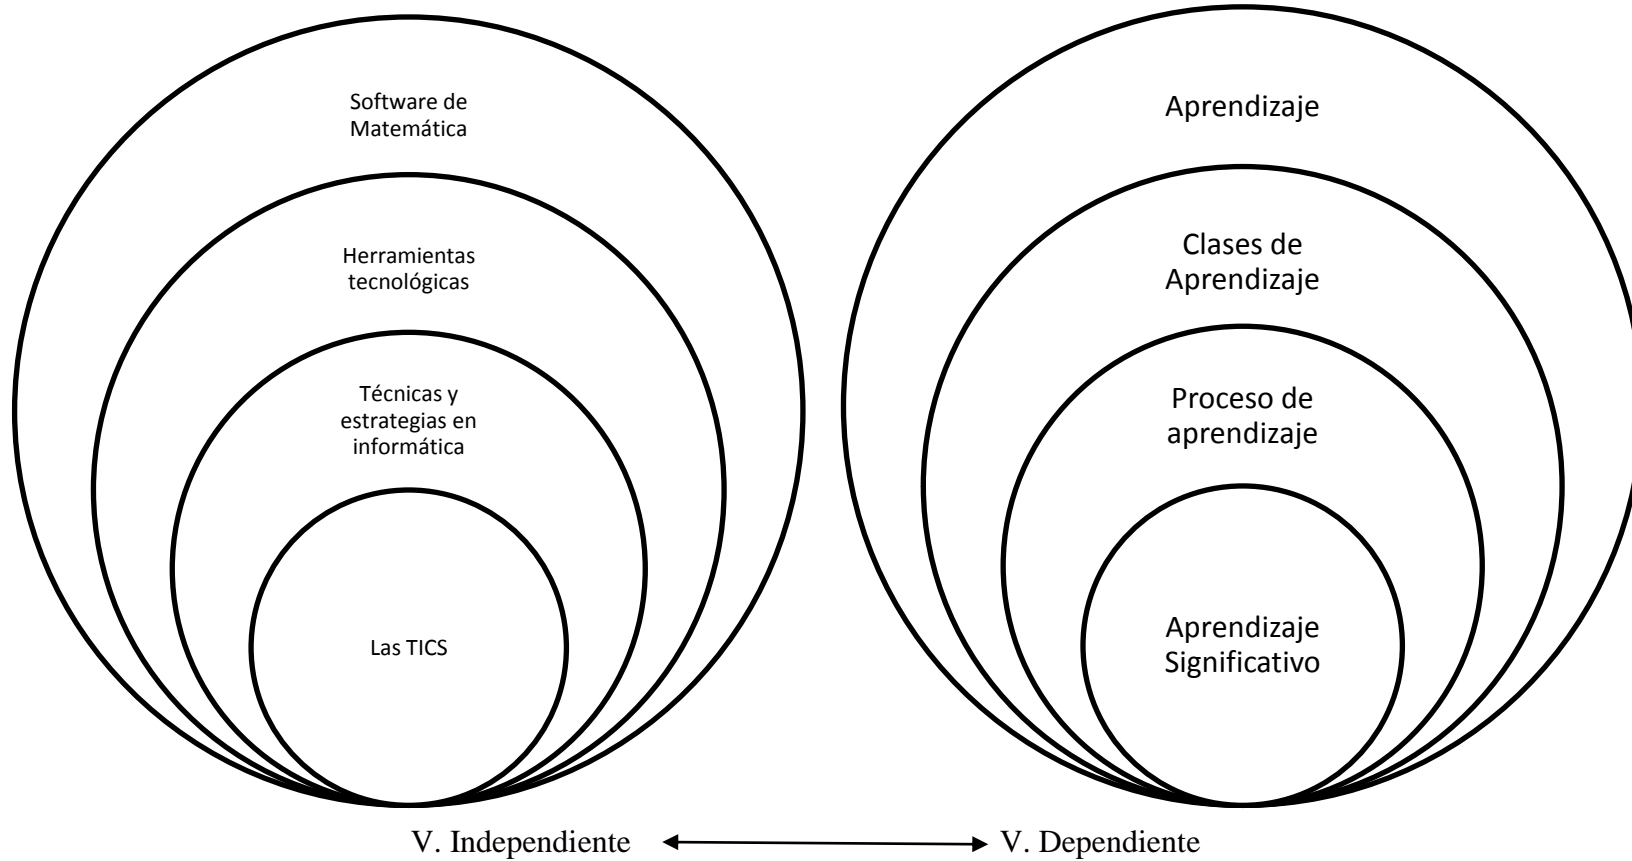 Software de
Matemática
Herramientas
tecnológicas
Técnicas y
estrategias en
informática
Las TICS
Aprendizaje
Clases de
Aprendizaje
Proceso de
aprendizaje
Aprendizaje
Significativo
V. Independiente
V. Dependiente